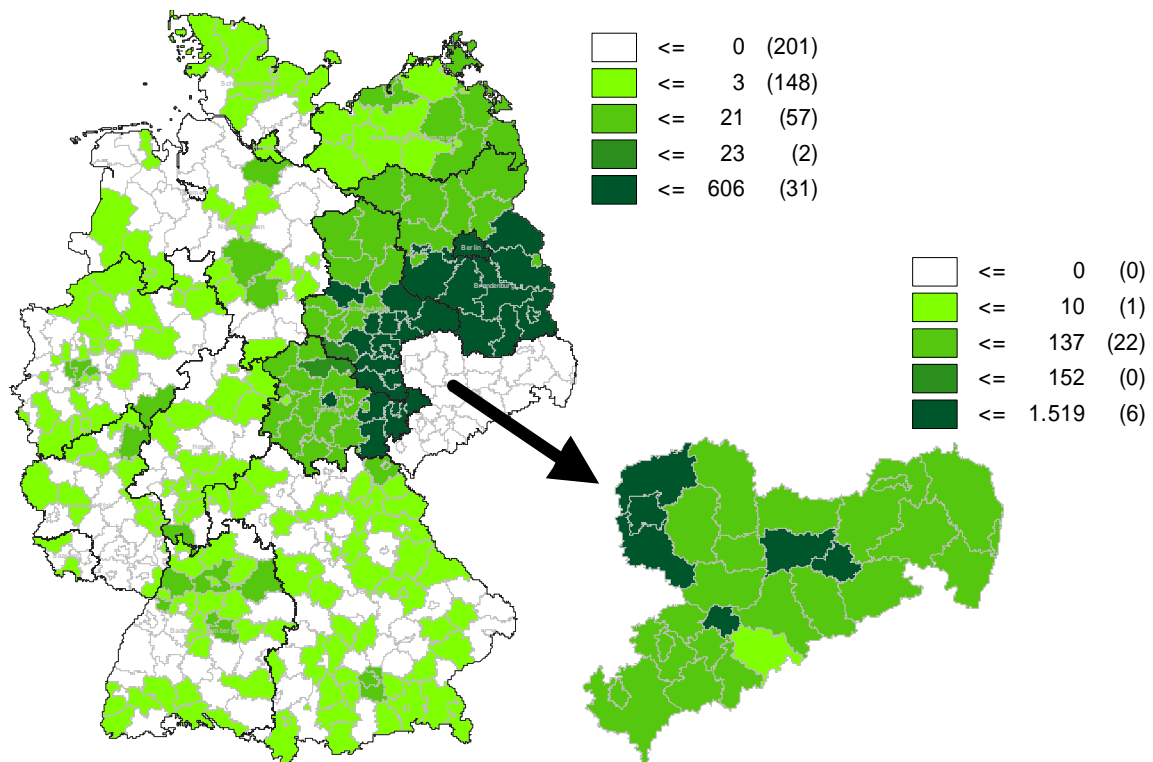 <= 0 (201)
<= 3 (148)
<= 21 (57)
<= 23 (2)
<= 606 (31)
<= 0 (0)
<= 10 (1)
<= 137 (22)
<= 152 (0)
<= 1.519 (6)
Berlin
Brandenburg